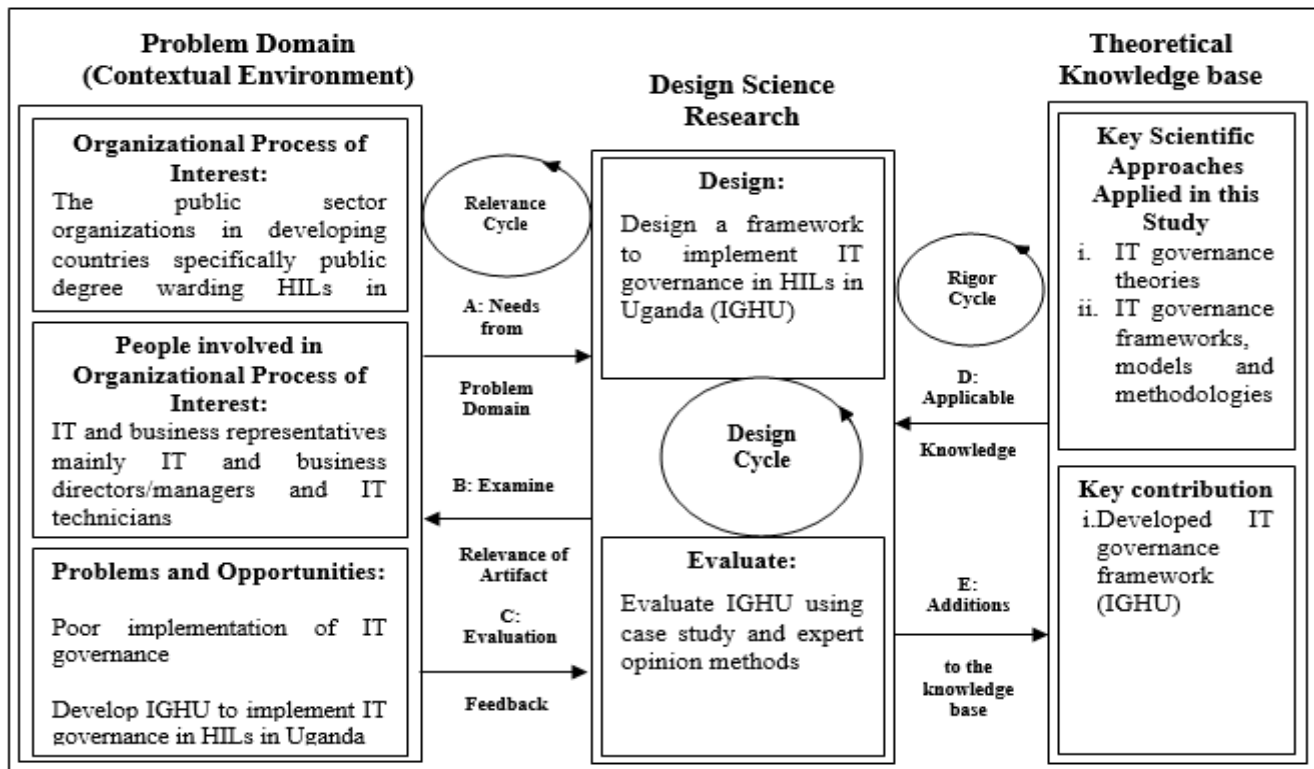 Problem Domain
(Contextual Environment)
Organizational Process of
Interest:
The public sector
organizations in developing
countries specifically public
degree warding HILs in
People involved in
Organizational Process of
Interest:
IT and business representatives
mainly IT and business
directors/managers and IT
technicians
Problems and Opportunities:
Poor implementation of IT
governance
Develop IGHU to implement IT
governance in HILs in Uganda
Relevance
Cycle
A: Needs
from
Problem
Domain
B: Examine
Relevance of
Artifact
C:
Evaluation
Feedback
Design Science
Research
Design:
Design a framework
to implement IT
governance in HILs in
Uganda (IGHU)
Design
Cycle
Evaluate:
Evaluate IGHU using
case study and expert
opinion methods
Rigor
Cycle
D:
Applicable
Knowledge
E:
Additions
to the
knowledge
base
Theoretical
Knowledge base
Key Scientific
Approaches
Applied in this
Study
i. IT governance
theories
ii. IT governance
frameworks,
models and
methodologies
Key contribution
i.Developed IT
governance
framework
(IGHU)